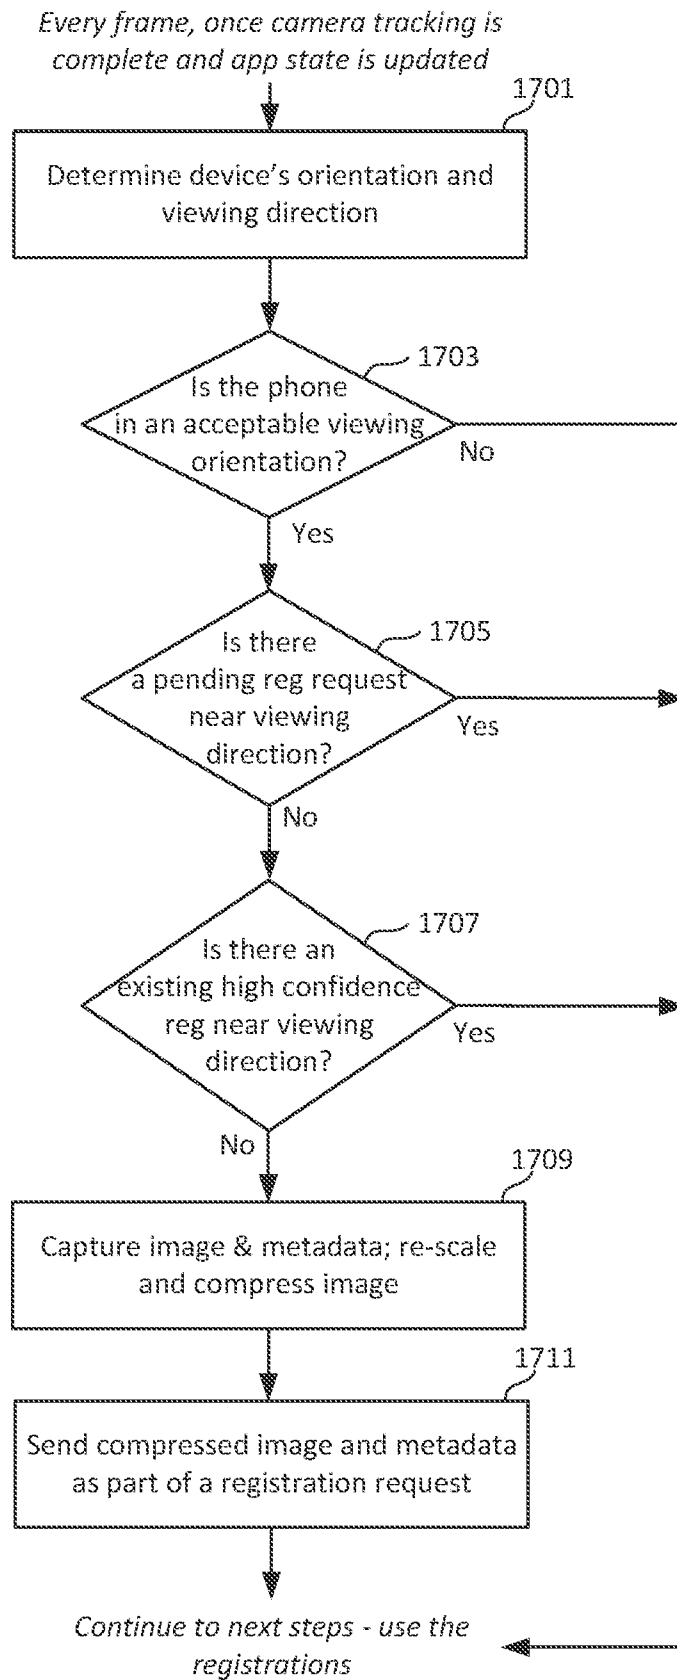 Every frame, once camera tracking is
complete and app state is updated
1701
Determine device's orientation and
viewing direction
1703
Is the phone
in an acceptable viewing
orientation?
No
Yes
1705
Is there
a pending reg request
near viewing
direction?
Yes
No
1707
Is there an
existing high confidence
reg near viewing
direction?
Yes
No
1709
Capture image & metadata; re-scale
and compress image
1711
Send compressed image and metadata
as part of a registration request
Continue to next steps - use the
registrations